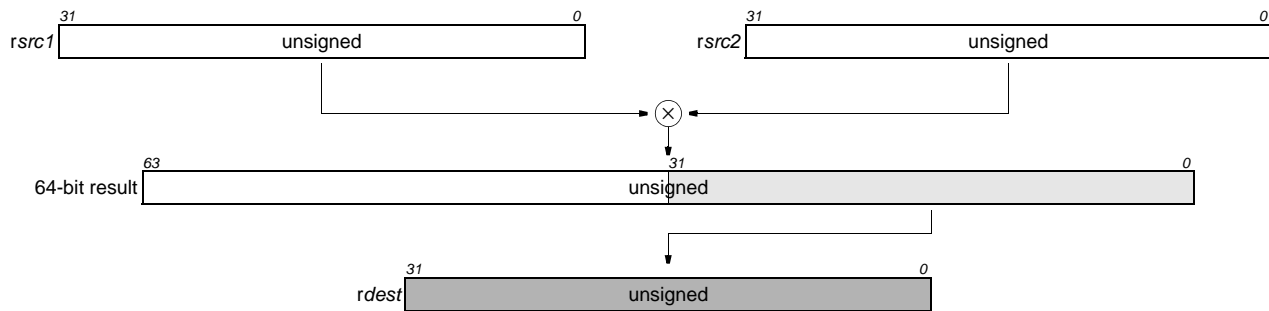 31 0 31 0
rsrc1 unsigned rsrc2 unsigned
×
63 31 0
64-bit result unsigned
31 0
rdest unsigned